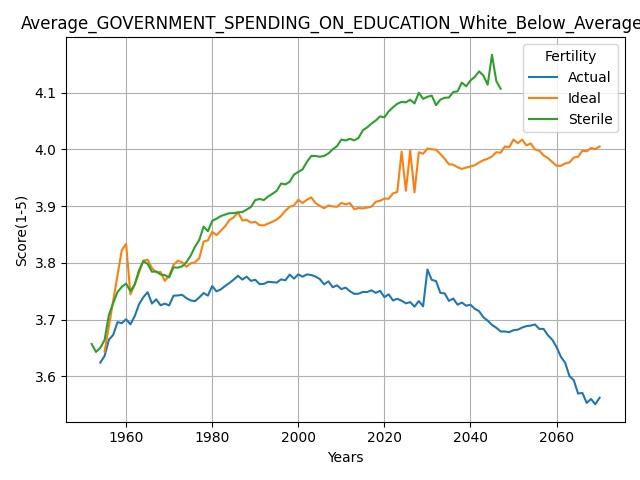 Average_GOVERNMENT_SPENDING_ON_EDUCATION_White_Below_Average
Fertility
Actual
Ideal
Sterile
Score(1-5)
4.1
4.0
3.9
3.8
3.7
3.6
1960 1980 2000 2020 2040 2060
Years